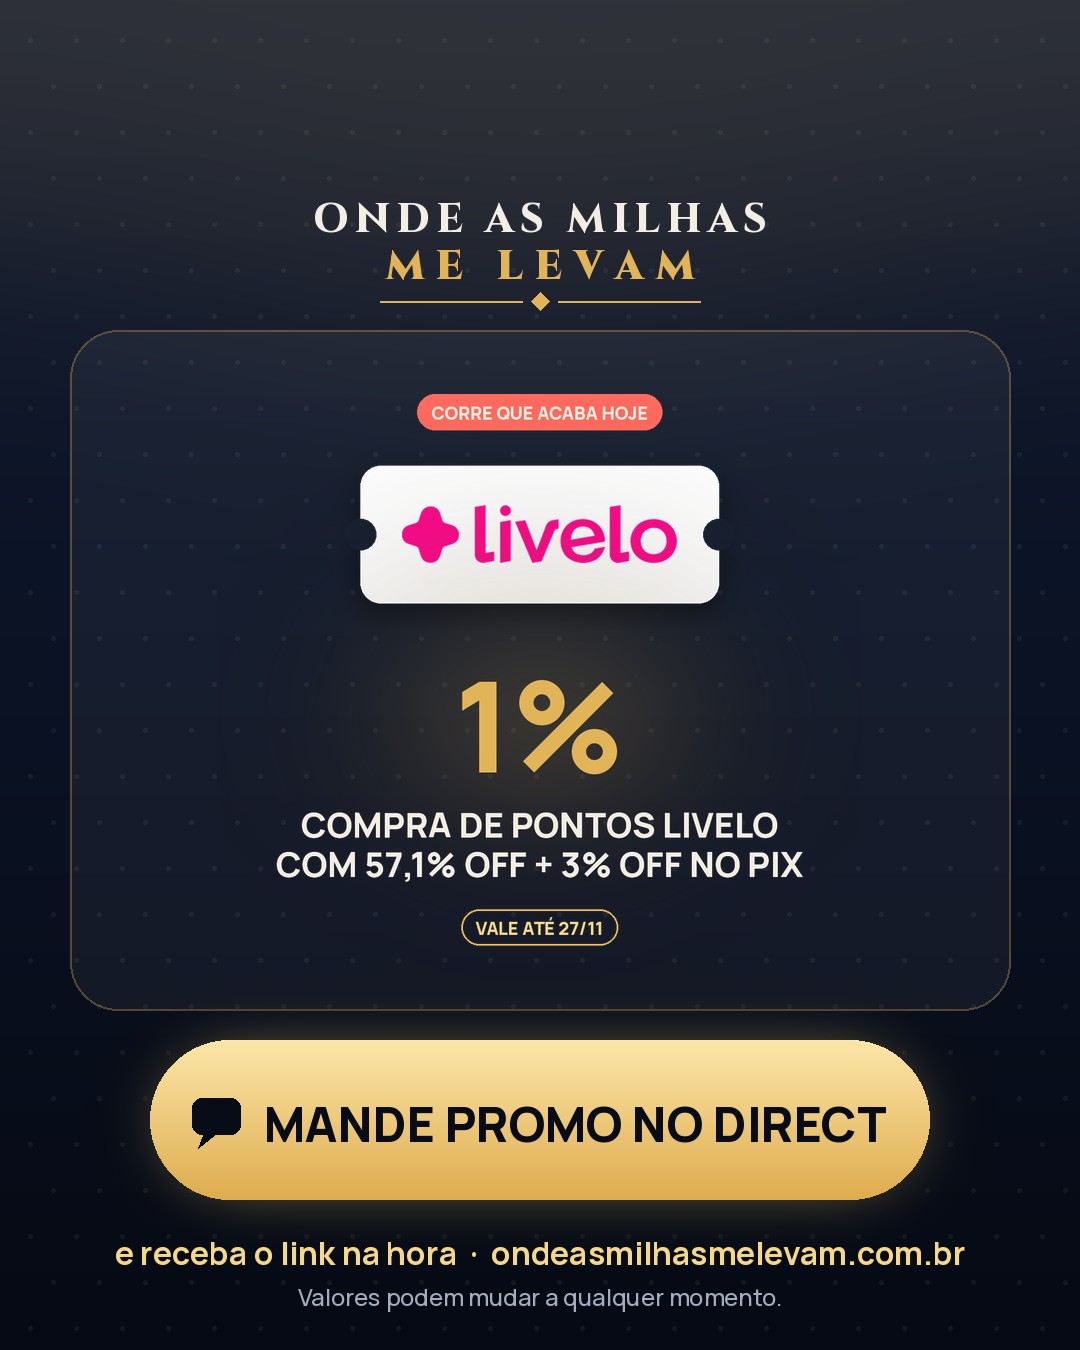 ONDE AS MILHAS
ME LEVAM
CORRE QUE ACABA HOJE
livelo
1%
COMPRA DE PONTOS LIVELO
COM 57,1% OFF + 3% OFF NO PIX
VALE ATÉ 27/11
MANDE PROMO NO DIRECT
e receba o link na hora · ondeasmilhasmelevam.com.br
Valores podem mudar a qualquer momento.